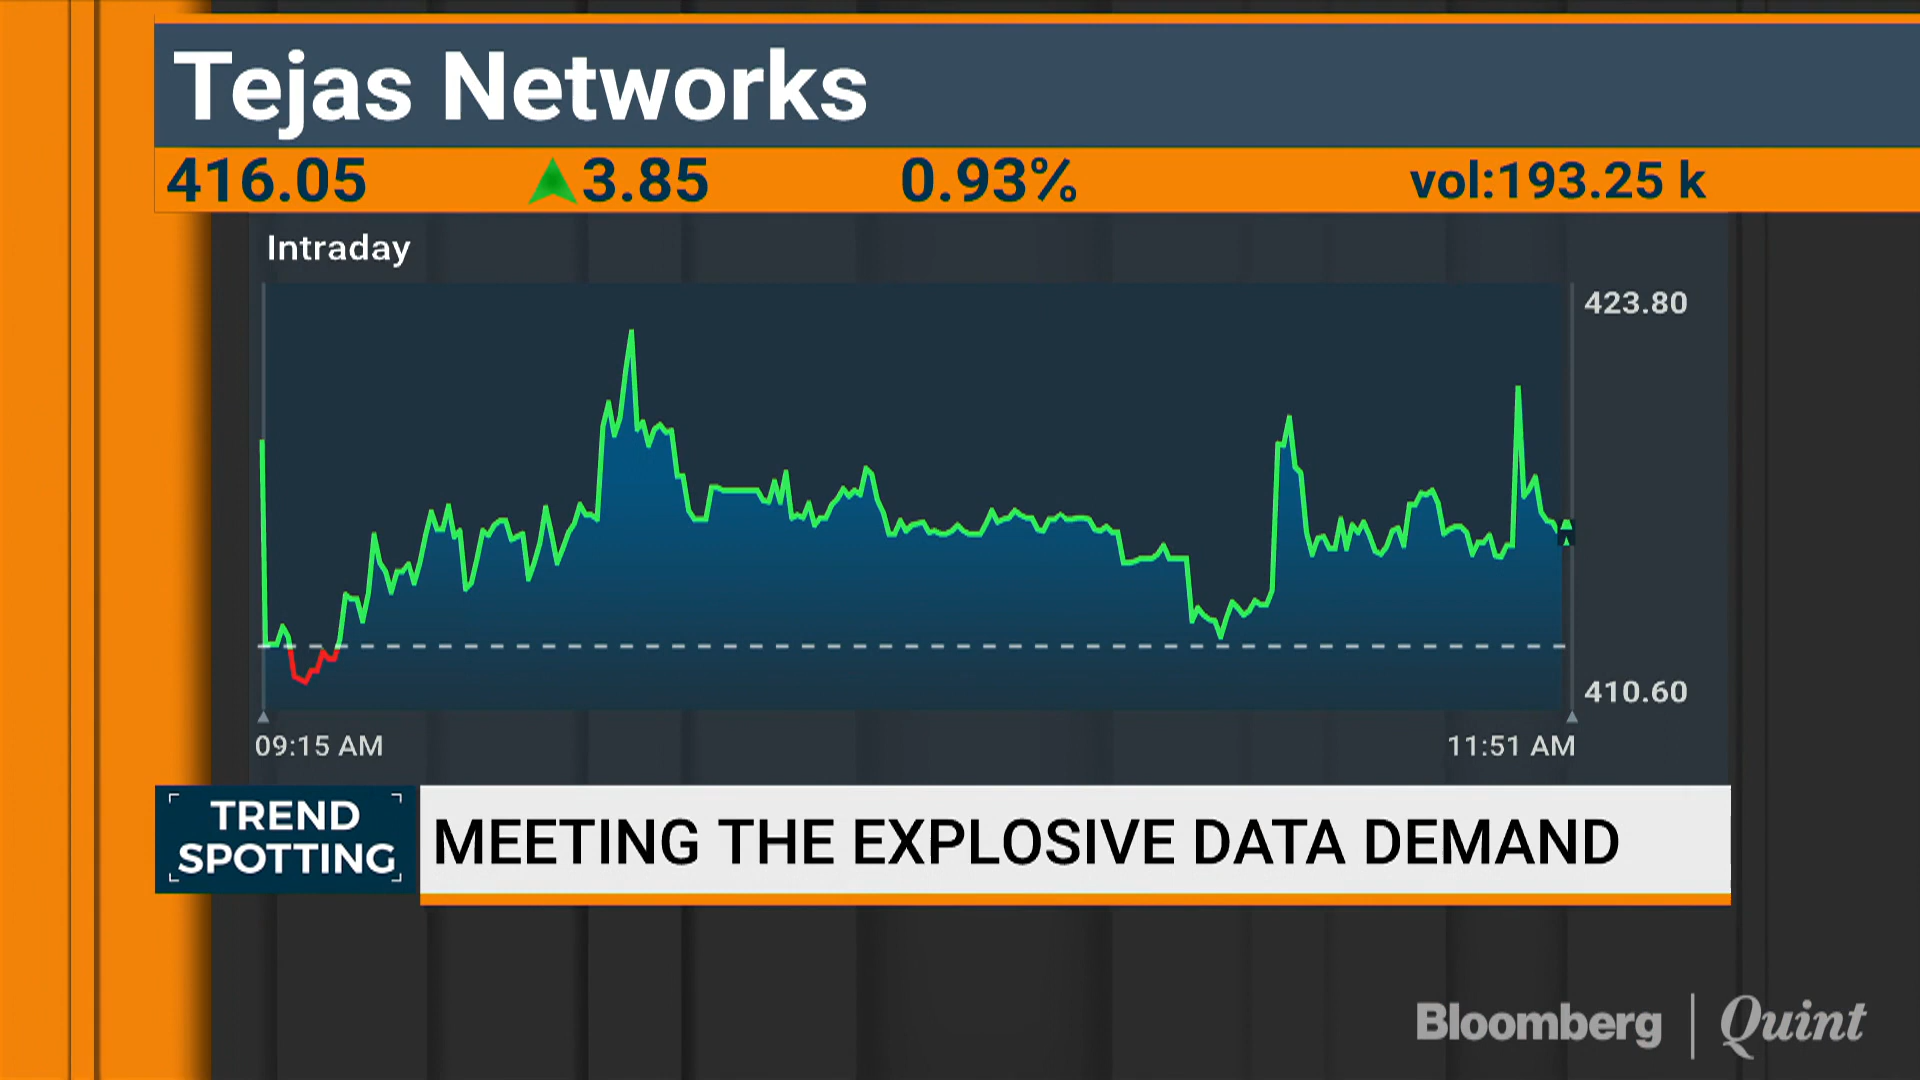 Tejas Networks
416.05 3.85 0.93% vol:193.25 k
Intraday
423.80
410.60
09:15 AM 11:51 AM
TREND
SPOTTING
MEETING THE EXPLOSIVE DATA DEMAND
Bloomberg | Quint